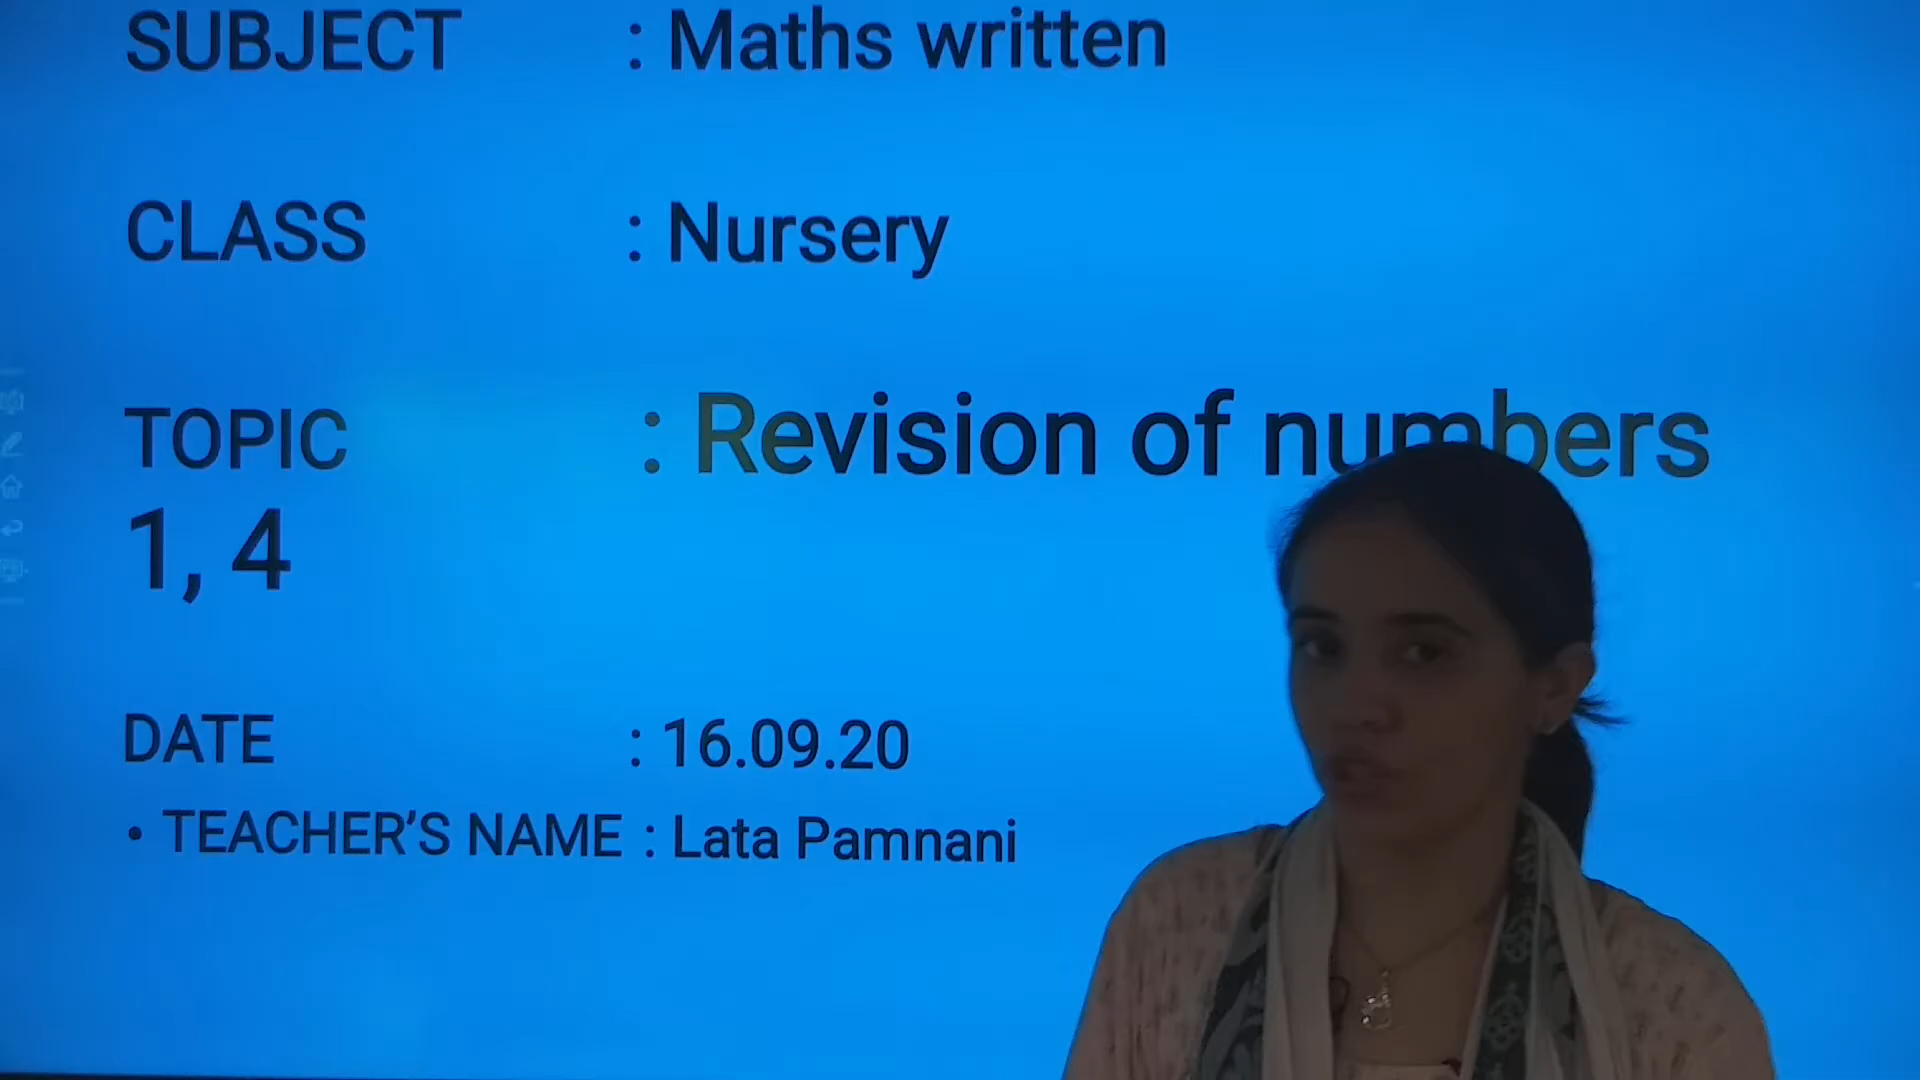 SUBJECT : Maths written
CLASS : Nursery
TOPIC : Revision of numbers
1, 4
DATE : 16.09.20
• TEACHER’S NAME : Lata Pamnani